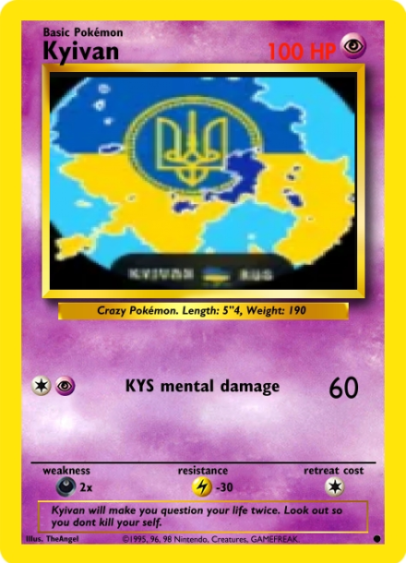 Basic Pokémon
Kyivan
100 HP
KYIVAN RUS
Crazy Pokémon. Length: 5"4, Weight: 190
KYS mental damage 60
weakness resistance retreat cost
2x -30
Kyivan will make you question your life twice. Look out so
you dont kill your self.
Illus. TheAngel ©1995, 96, 98 Nintendo, Creatures, GAMEFREAK.